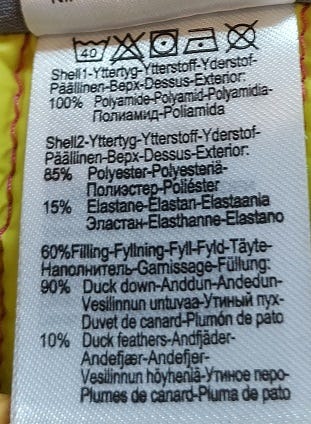 40
Shell1-Yttertyg-Ytterstoff-Yderstof-
Päällinen-Верх-Dessus-Exterior:
100% Polyamide-Polyamid-Polyamidia-
Полиамид-Poliamida
Shell2-Yttertyg-Ytterstoff-Yderstof-
Päällinen-Верх-Dessus-Exterior:
85% Polyester-Polyesteriä-
Полиэстер-Poliéster
15% Elastane-Elastan-Elastaania
Эластан-Elasthanne-Elastano
60%Filling-Fyllning-Fyll-Fyld-Täyte-
Наполнитель-Garnissage-Füllung:
90% Duck down-Anddun-Andedun-
Vesilinnun untuvaa-Утиный пух-
Duvet de canard-Plumón de pato
10% Duck feathers-Andfjäder-
Andefjær-Andefjer-
Vesilinnun höyheniä-Утиное перо-
Plumes de canard-Pluma de pato